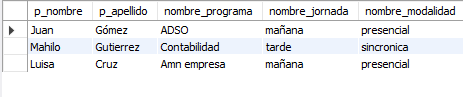 p_nombre p_apellido nombre_programa nombre_jornada nombre_modalidad
Juan Gómez ADSO mañana presencial
Mahilo Gutierrez Contabilidad tarde sincronica
Luisa Cruz Amn empresa mañana presencial